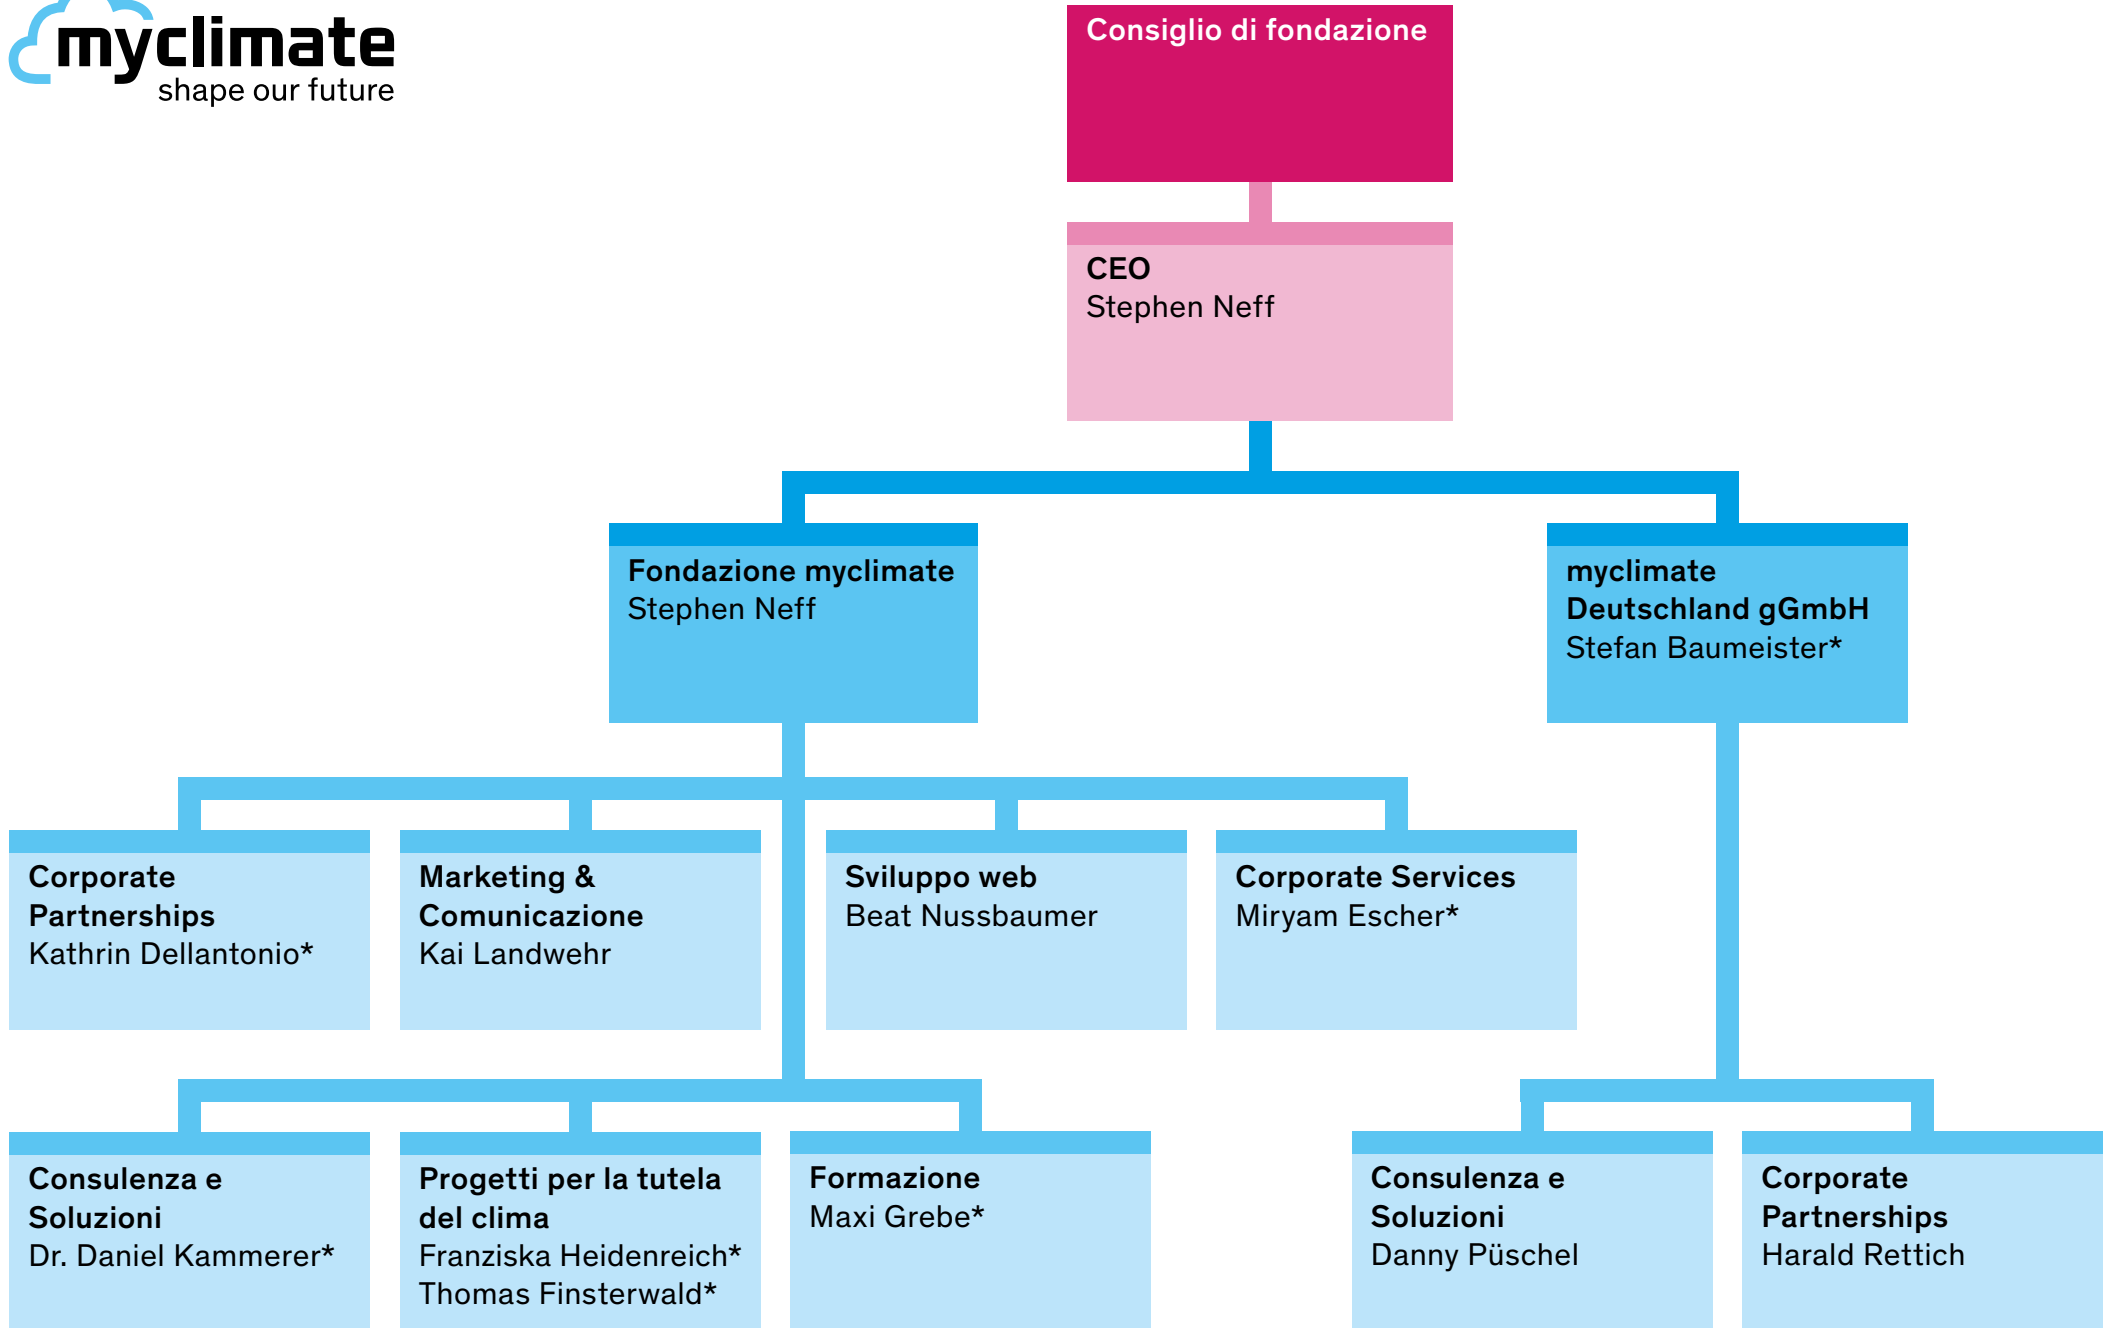 myclimate
shape our future
Consiglio di fondazione
CEO
Stephen Neff
Fondazione myclimate
Stephen Neff
myclimate
Deutschland gGmbH
Stefan Baumeister*
Corporate
Partnerships
Kathrin Dellantonio*
Marketing &
Comunicazione
Kai Landwehr
Sviluppo web
Beat Nussbaumer
Corporate Services
Miryam Escher*
Consulenza e
Soluzioni
Dr. Daniel Kammerer*
Progetti per la tutela
del clima
Franziska Heidenreich*
Thomas Finsterwald*
Formazione
Maxi Grebe*
Consulenza e
Soluzioni
Danny Püschel
Corporate
Partnerships
Harald Rettich